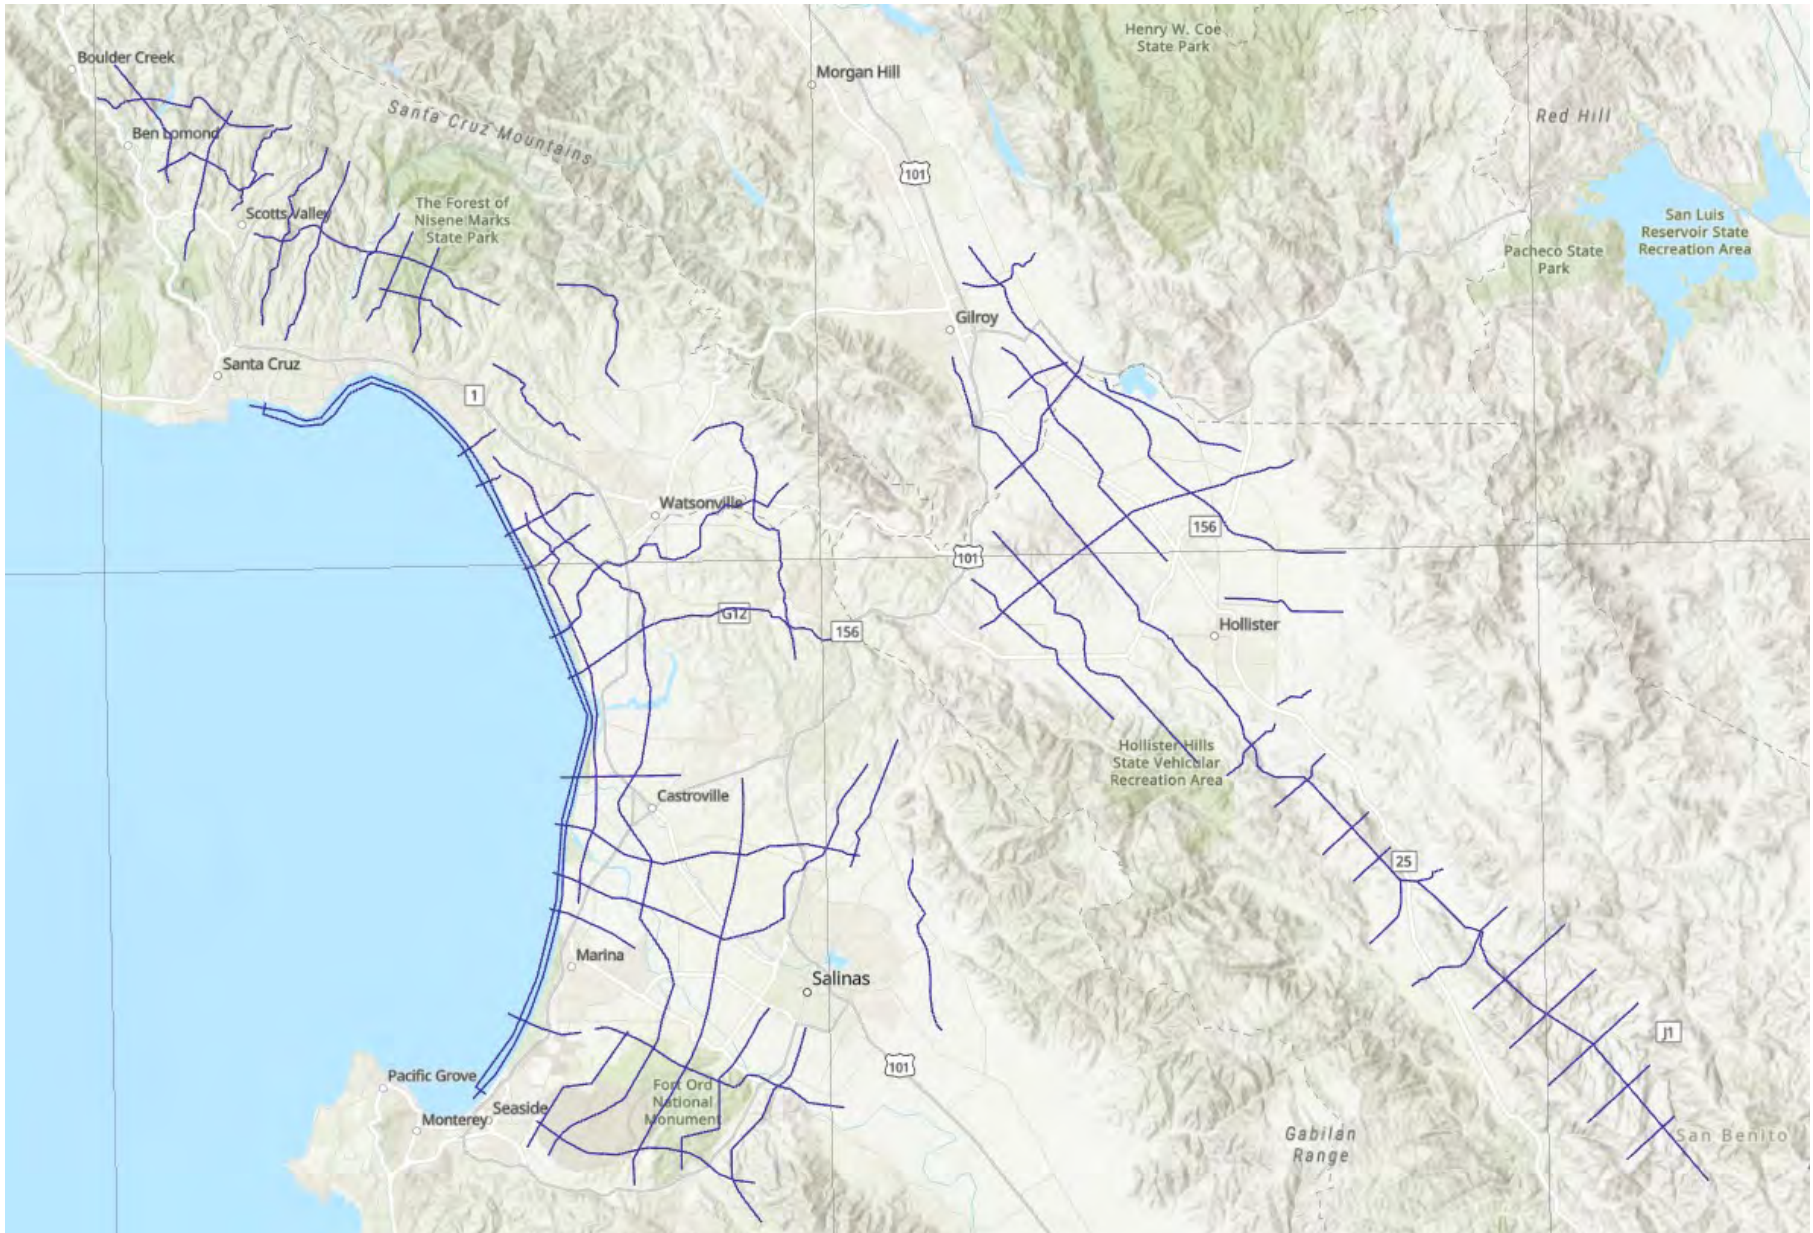 Boulder Creek
Henry W. Coe
State Park
Morgan Hill
Santa Cruz Mountains
Red Hill
Ben Lomond
101
Scotts Valley
The Forest of
Nisene Marks
State Park
San Luis
Reservoir State
Recreation Area
Pacheco State
Park
Gilroy
Santa Cruz
1
Watsonville
156
101
G12
156
Hollister
Hollister Hills
State Vehicular
Recreation Area
Castroville
25
Marina
Salinas
J1
101
Pacific Grove
Fort Ord
National
Monument
Seaside
Monterey
Gabilan
Range
San Benito